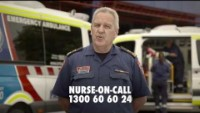 EMERGENCY AMBULANCE
NURSE-ON-CALL
1300 60 60 24